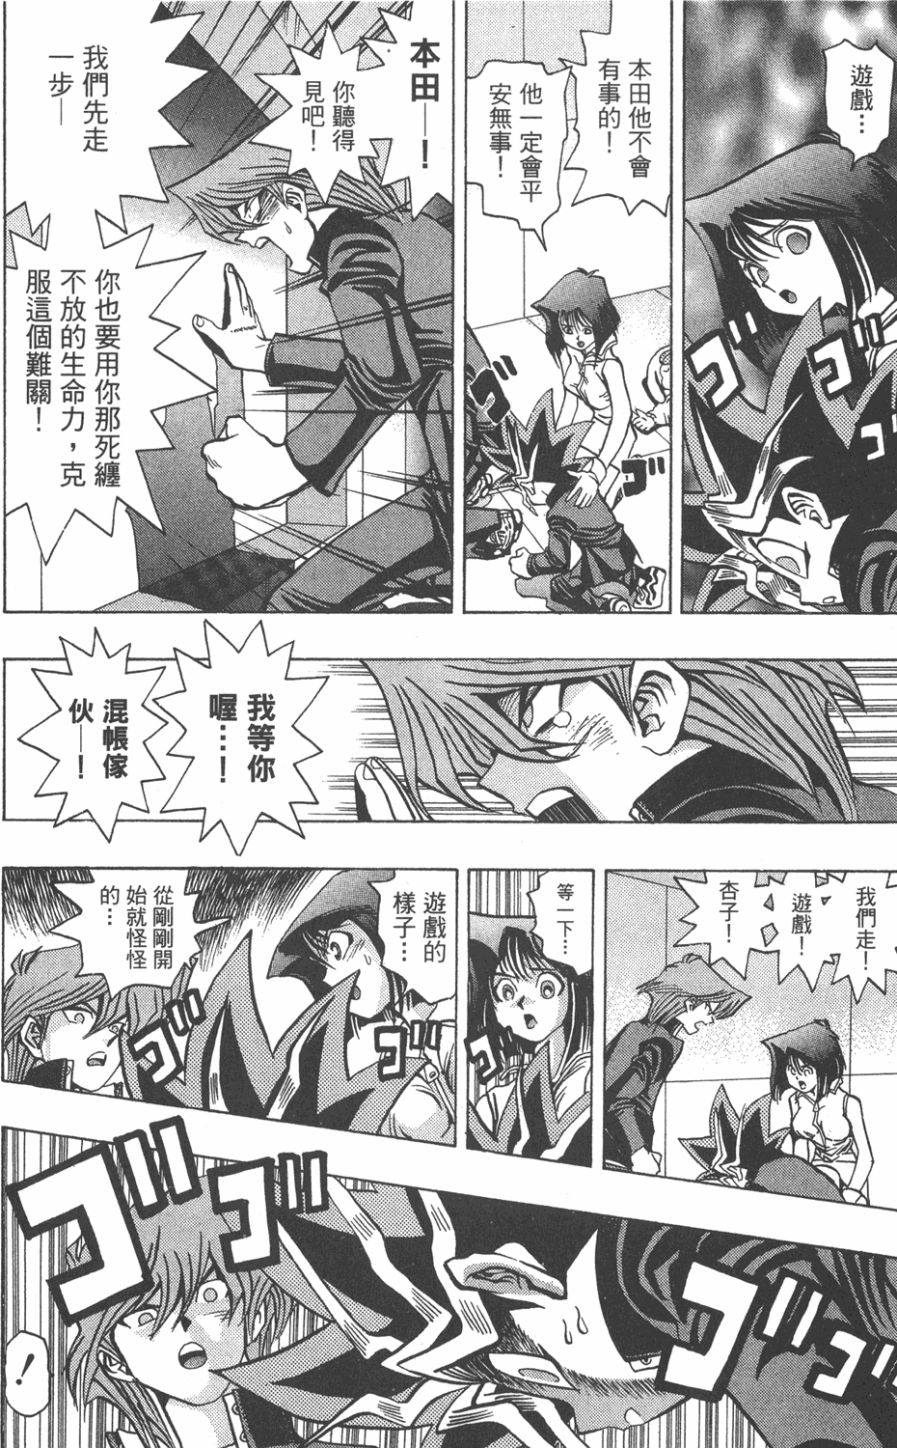 遊戲…
ゴ
ゴ
本田他不會
有事的！
他一定會平
安無事！
ゴ
ゴ
本田──！
你聽得
見吧！
我們先走
一步─
你也要用你那死纏
不放的生命力，克
服這個難關！
我等你
喔…！
混帳傢
伙─！
我們走！
遊戲！
杏子！
等一下…
ゴ
遊戲的
樣子…
從剛剛開
始就怪怪
的…
ゴ
ゴ
ゴ
ゴ
ゴ
ゴ
！